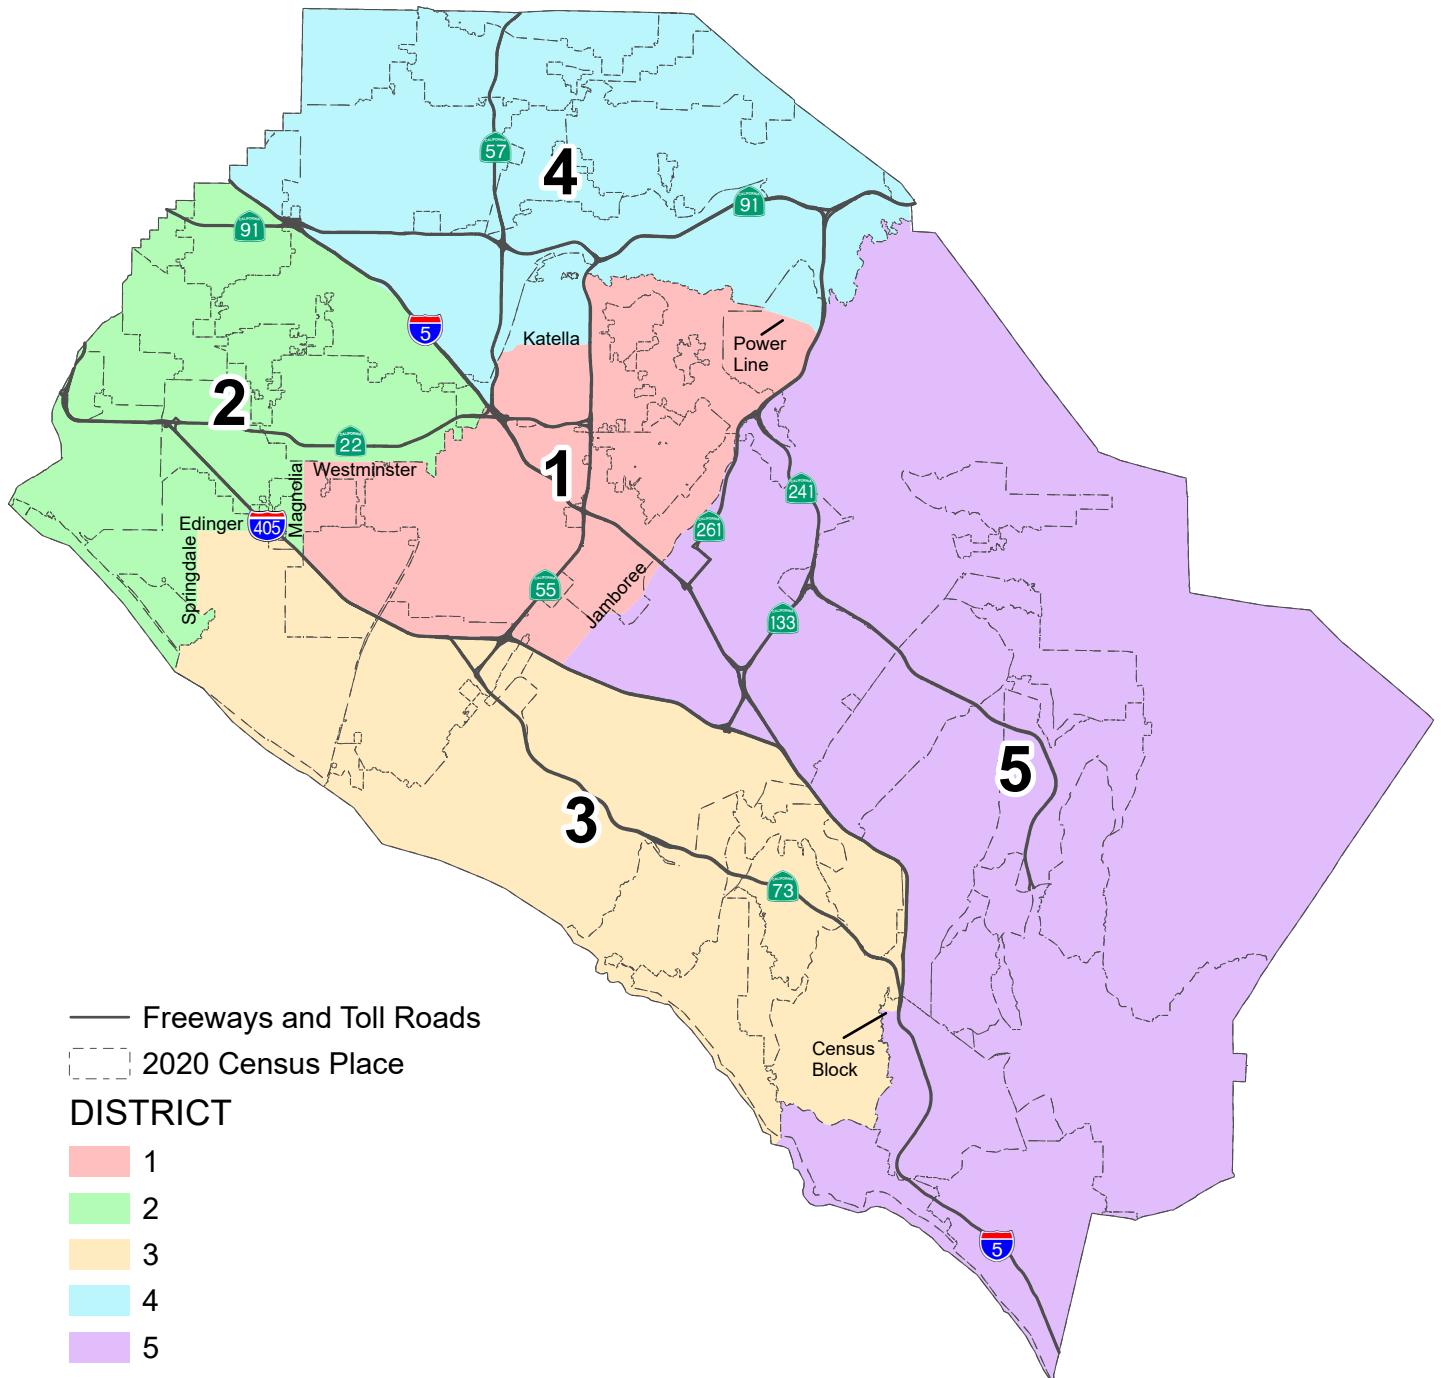 57
4
91
91
5
Katella
Power
Line
2
22
Westminster
1
241
Magnolia
Edinger
405
261
Springdale
55
Jamboree
133
5
3
73
Freeways and Toll Roads
Census
Block
2020 Census Place
DISTRICT
1
2
3
4
5
5